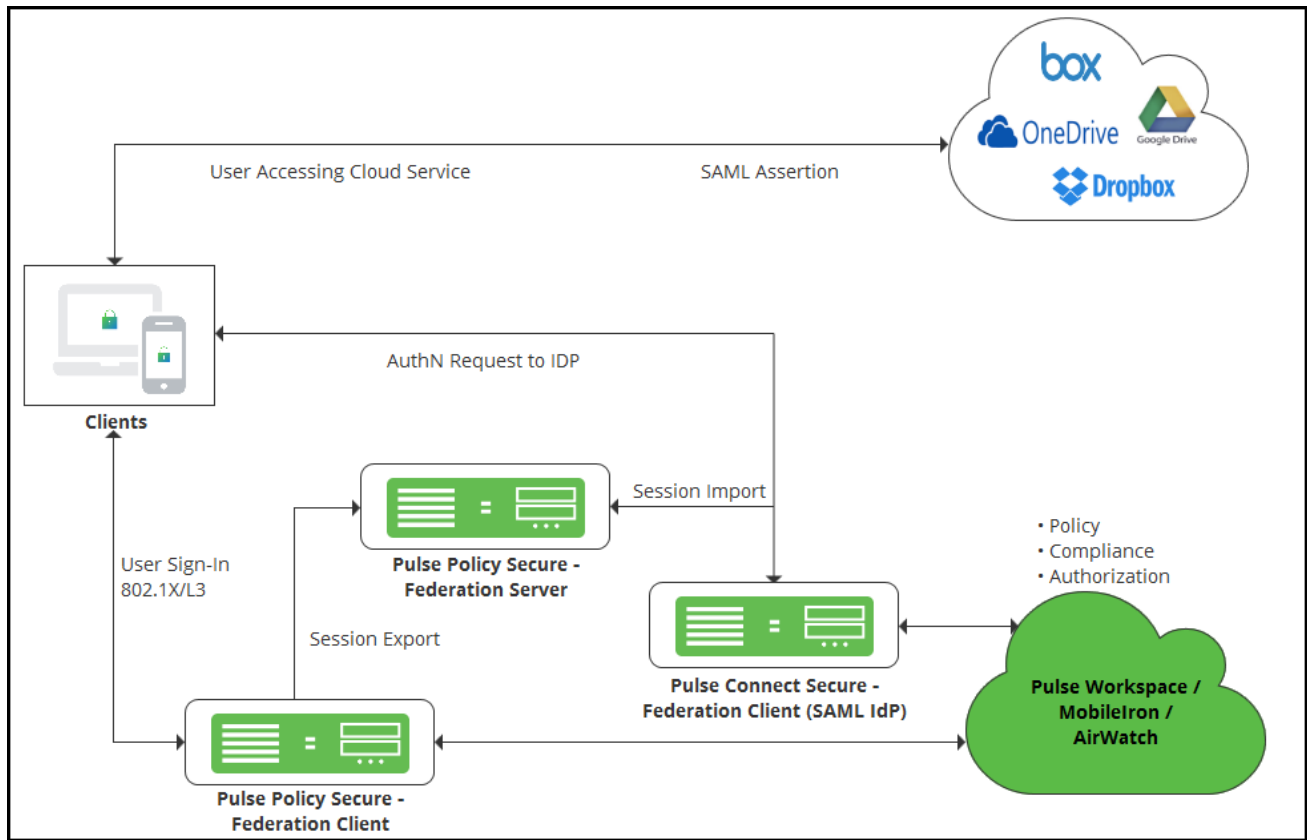 box
OneDrive
Google Drive
Dropbox
User Accessing Cloud Service
SAML Assertion
AuthN Request to IDP
Clients
Session Import
• Policy
• Compliance
• Authorization
User Sign-In
802.1X/L3
Pulse Policy Secure -
Federation Server
Session Export
Pulse Connect Secure -
Federation Client (SAML IdP)
Pulse Workspace /
MobileIron /
AirWatch
Pulse Policy Secure -
Federation Client